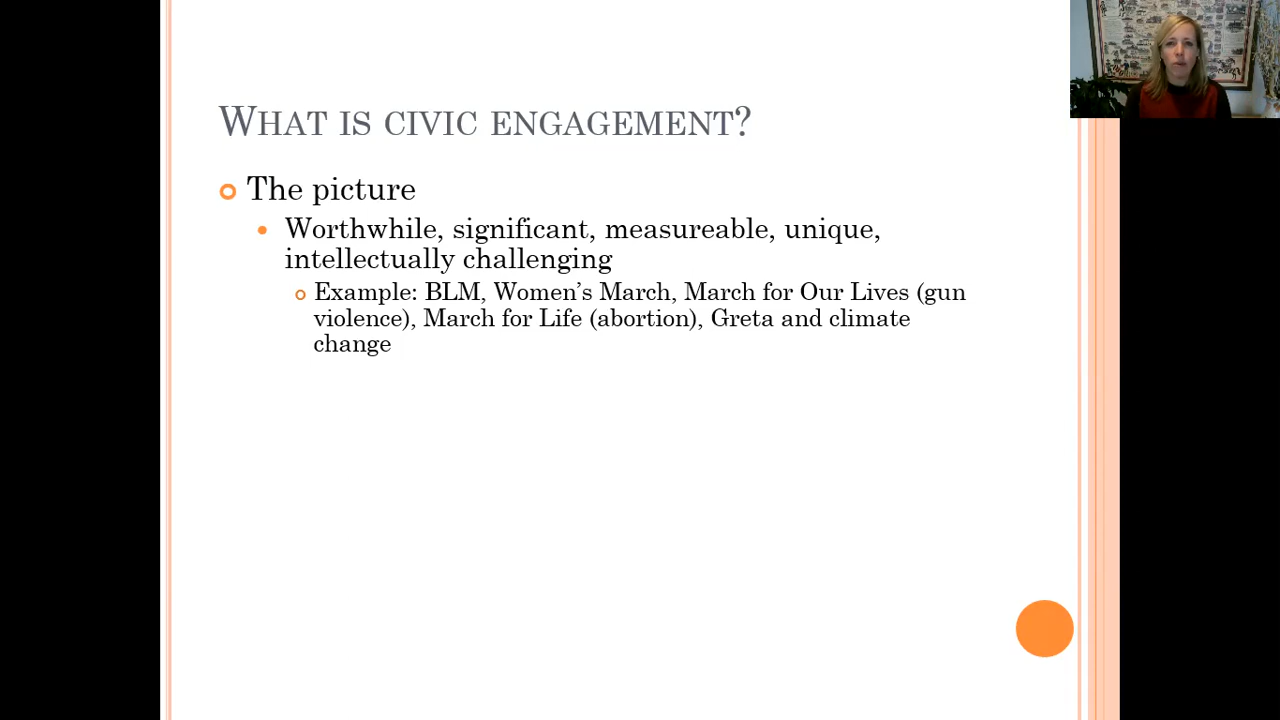 WHAT IS CIVIC ENGAGEMENT?
The picture
Worthwhile, significant, measureable, unique,
intellectually challenging
Example: BLM, Women's March, March for Our Lives (gun
violence), March for Life (abortion), Greta and climate
change